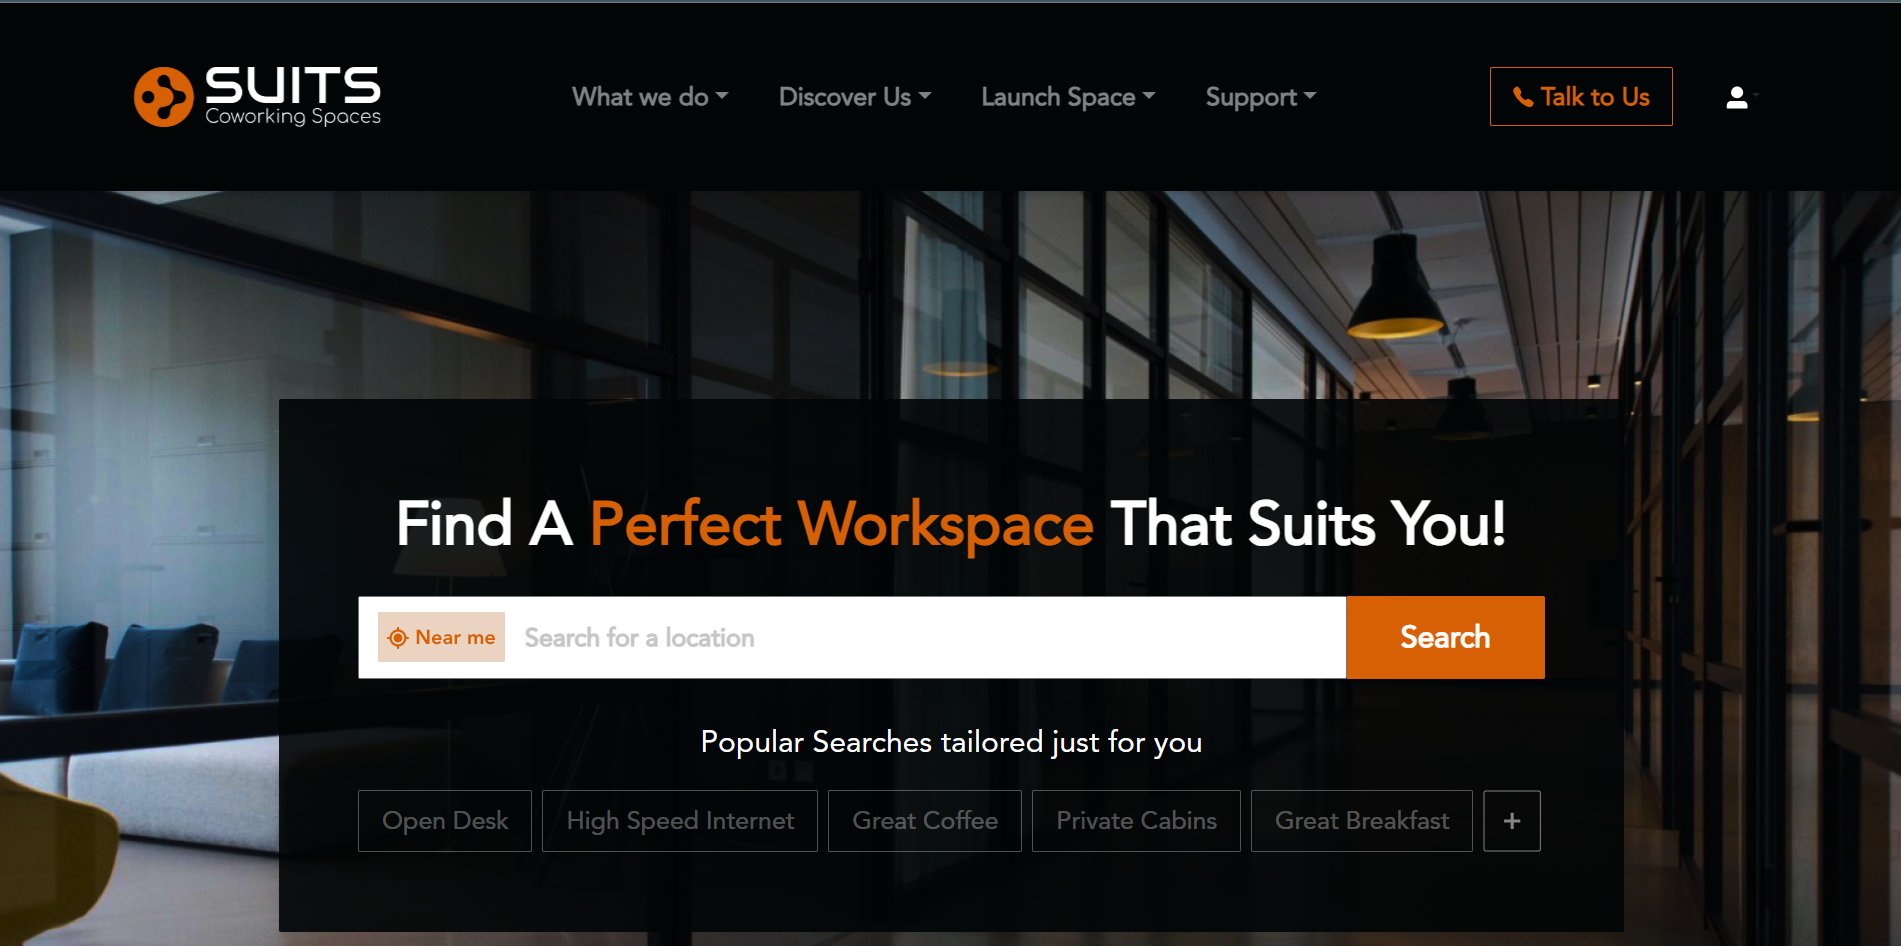 SUITS
Coworking Spaces
What we do
Discover Us
Launch Space
Support
Talk to Us
Find A Perfect Workspace That Suits You!
Near me
Search for a location
Search
Popular Searches tailored just for you
Open Desk
High Speed Internet
Great Coffee
Private Cabins
Great Breakfast
+